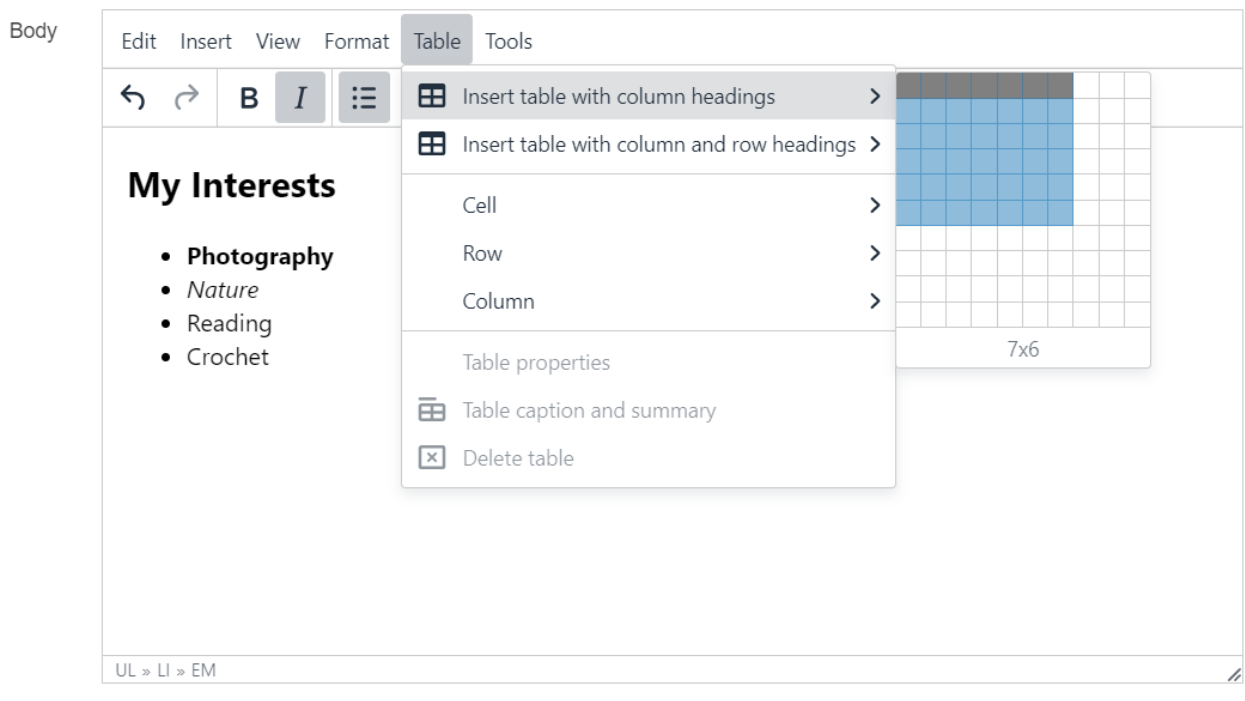 Body
Edit Insert View Format Table Tools
B I
Insert table with column headings
Insert table with column and row headings
Cell
Row
Column
Table properties
Table caption and summary
Delete table
7x6
My Interests
• Photography
• Nature
• Reading
• Crochet
UL » LI » EM